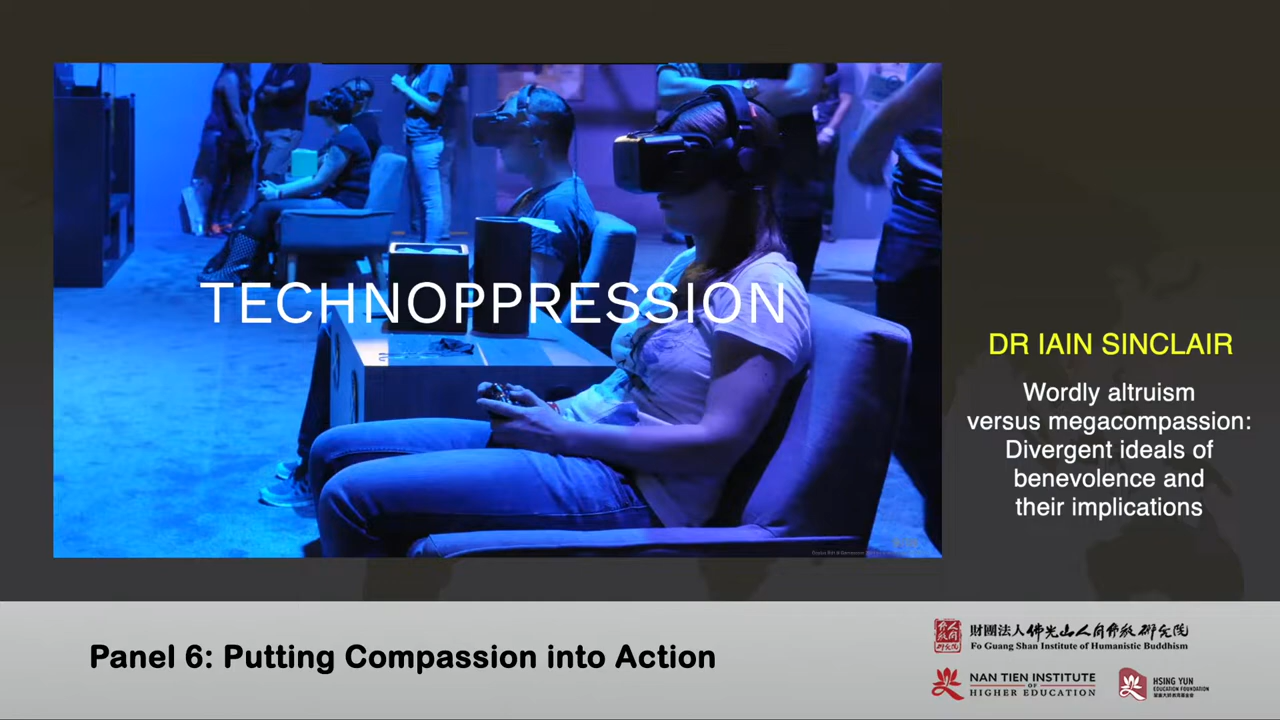 TECHNOPPRESSION
DR IAIN SINCLAIR
Wordly altruism
versus megacompassion:
Divergent ideals of
benevolence and
their implications
Panel 6: Putting Compassion into Action
財團法人佛光山人間佛教研究院
Fo Guang Shan Institute of Humanistic Buddhism
NAN TIEN INSTITUTE
OF
HIGHER EDUCATION
HSING YUN
EDUCATION FOUNDATION